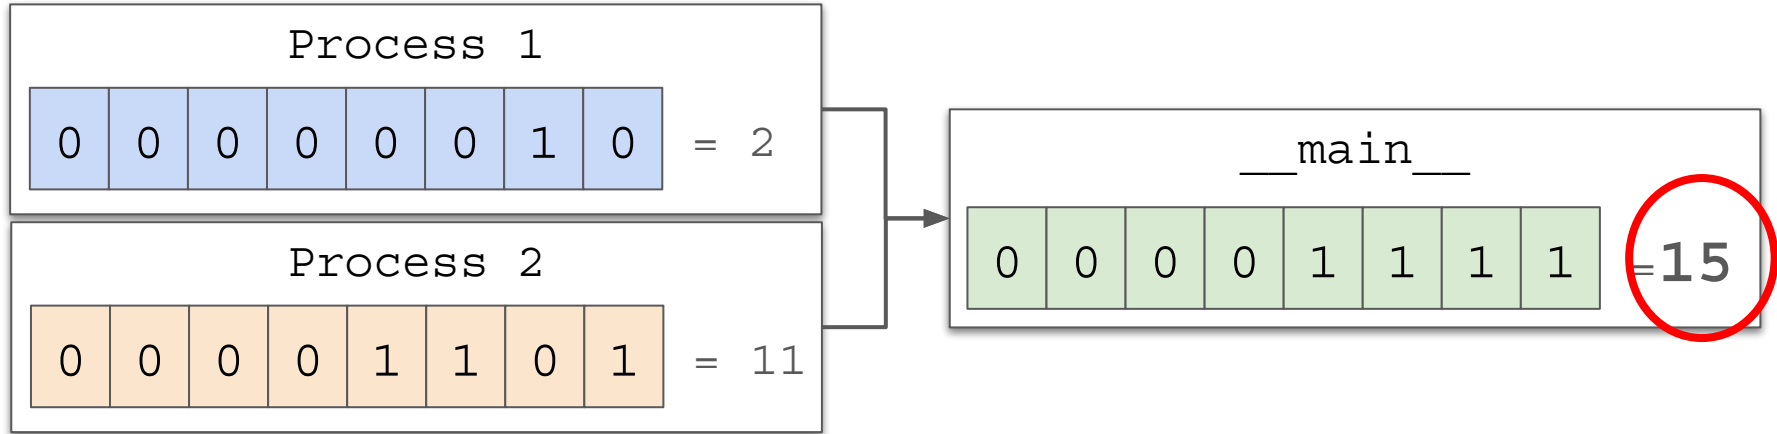 Process 1
0 0 0 0 0 0 1 0 = 2
Process 2
0 0 0 0 1 1 0 1 = 11
__main__
0 0 0 0 1 1 1 1 =15